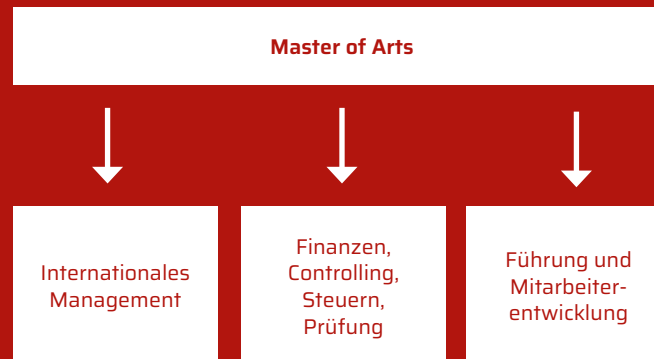 Master of Arts
Internationales
Management
Finanzen,
Controlling,
Steuern,
Prüfung
Führung und
Mitarbeiter-
entwicklung